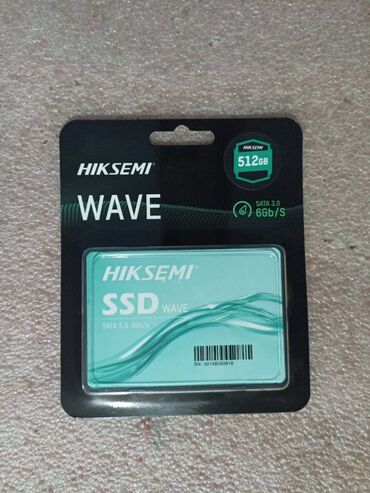 HIKSEMI
HIKSEMI
512GB
WAVE
SATA 3.0
6Gb/S
HIKSEMI
SSD WAVE
SATA 3.0 6Gb/s